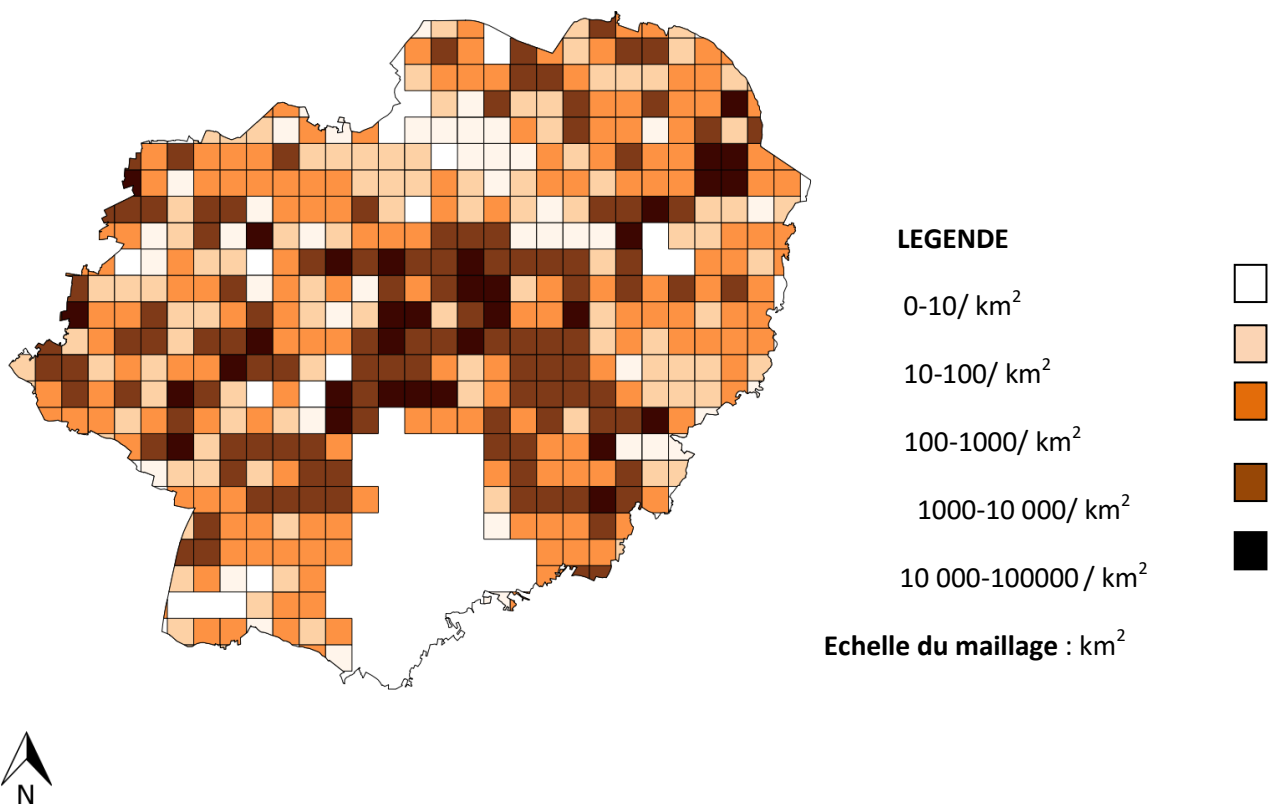 LEGENDE
0-10/ km²
10-100/ km²
100-1000/ km²
1000-10 000/ km²
10 000-100000 / km²
Echelle du maillage : km²
N